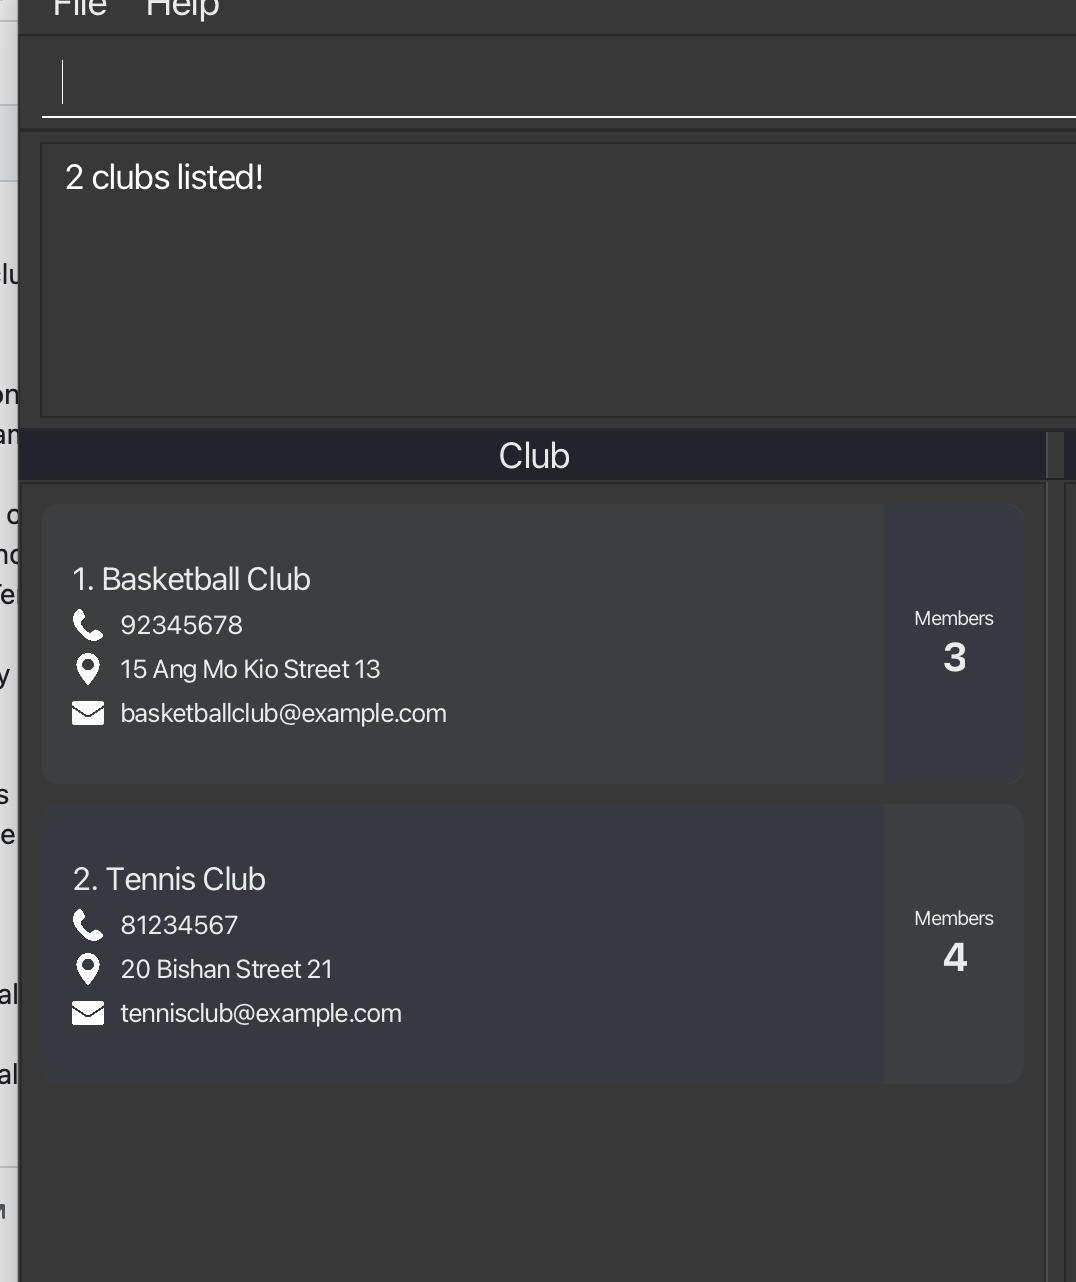 File Help
2 clubs listed!
Club
1. Basketball Club
92345678
15 Ang Mo Kio Street 13
basketballclub@example.com
Members
3
2. Tennis Club
81234567
20 Bishan Street 21
tennisclub@example.com
Members
4